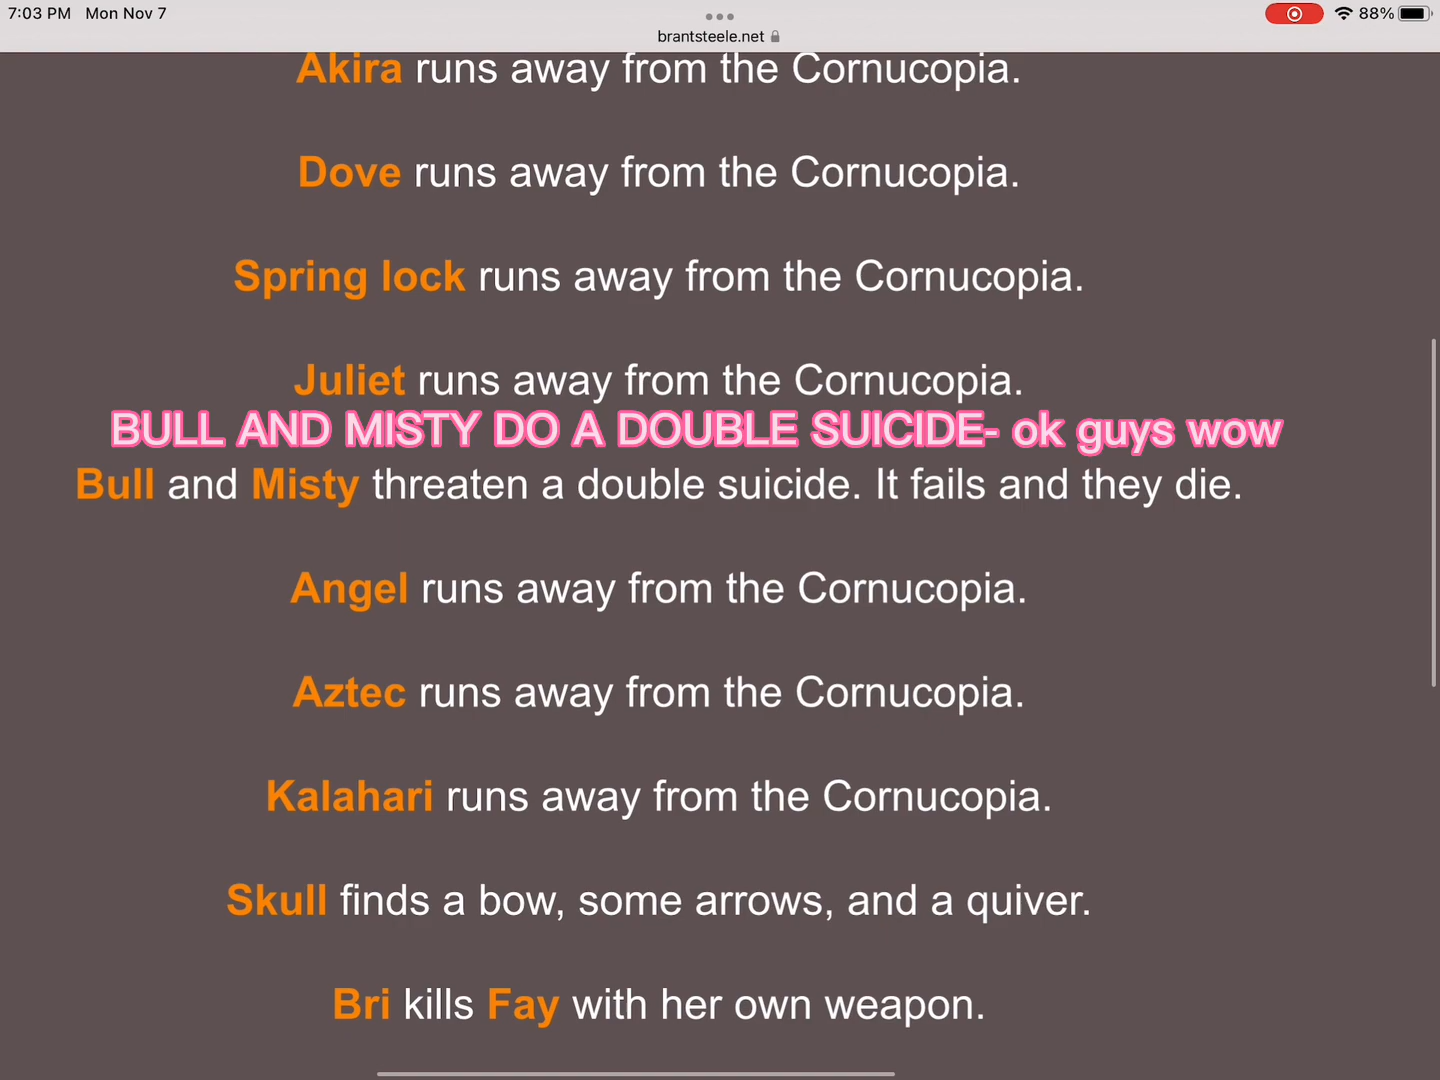 7:03 PM Mon Nov 7
88%
brantsteele.net
Akira runs away from the Cornucopia.
Dove runs away from the Cornucopia.
Spring lock runs away from the Cornucopia.
Juliet runs away from the Cornucopia.
BULL AND MISTY DO A DOUBLE SUICIDE- ok guys wow
Bull and Misty threaten a double suicide. It fails and they die.
Angel runs away from the Cornucopia.
Aztec runs away from the Cornucopia.
Kalahari runs away from the Cornucopia.
Skull finds a bow, some arrows, and a quiver.
Bri kills Fay with her own weapon.